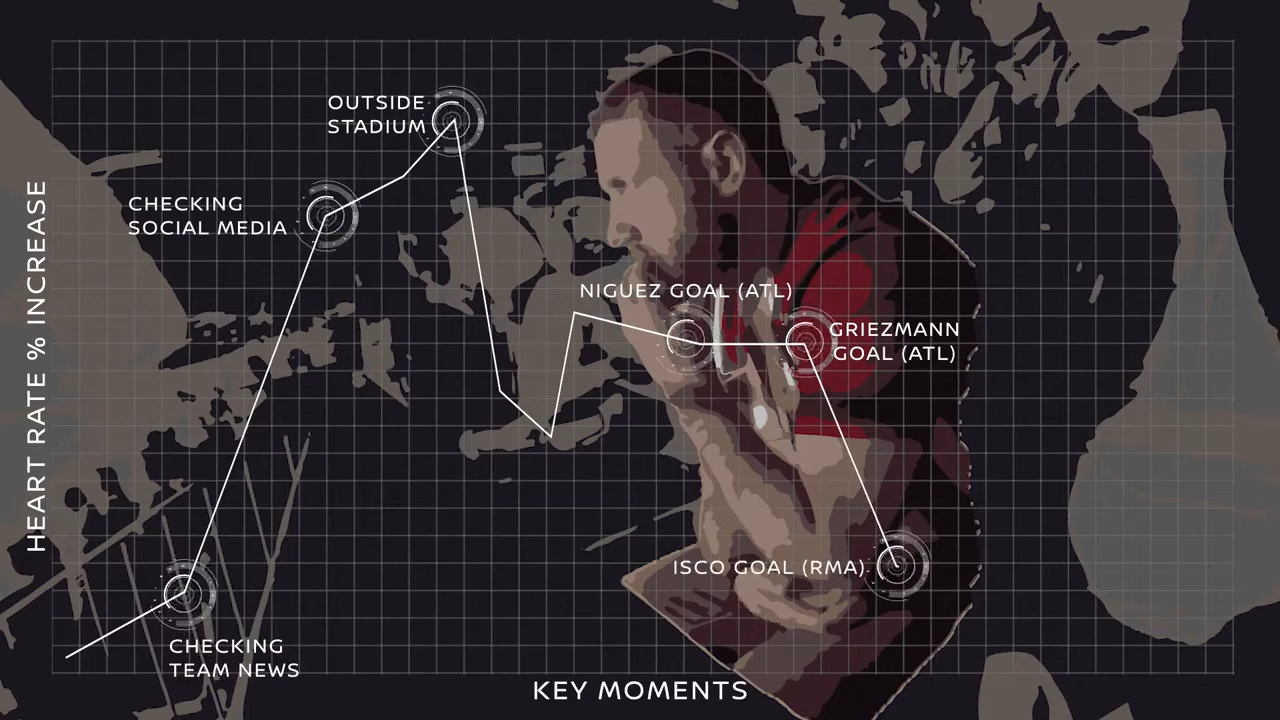 OUTSIDE
STADIUM
CHECKING
SOCIAL MEDIA
NIGUEZ GOAL (ATL)
GRIEZMANN
GOAL (ATL)
ISCO GOAL (RMA)
CHECKING
TEAM NEWS
HEART RATE % INCREASE
KEY MOMENTS